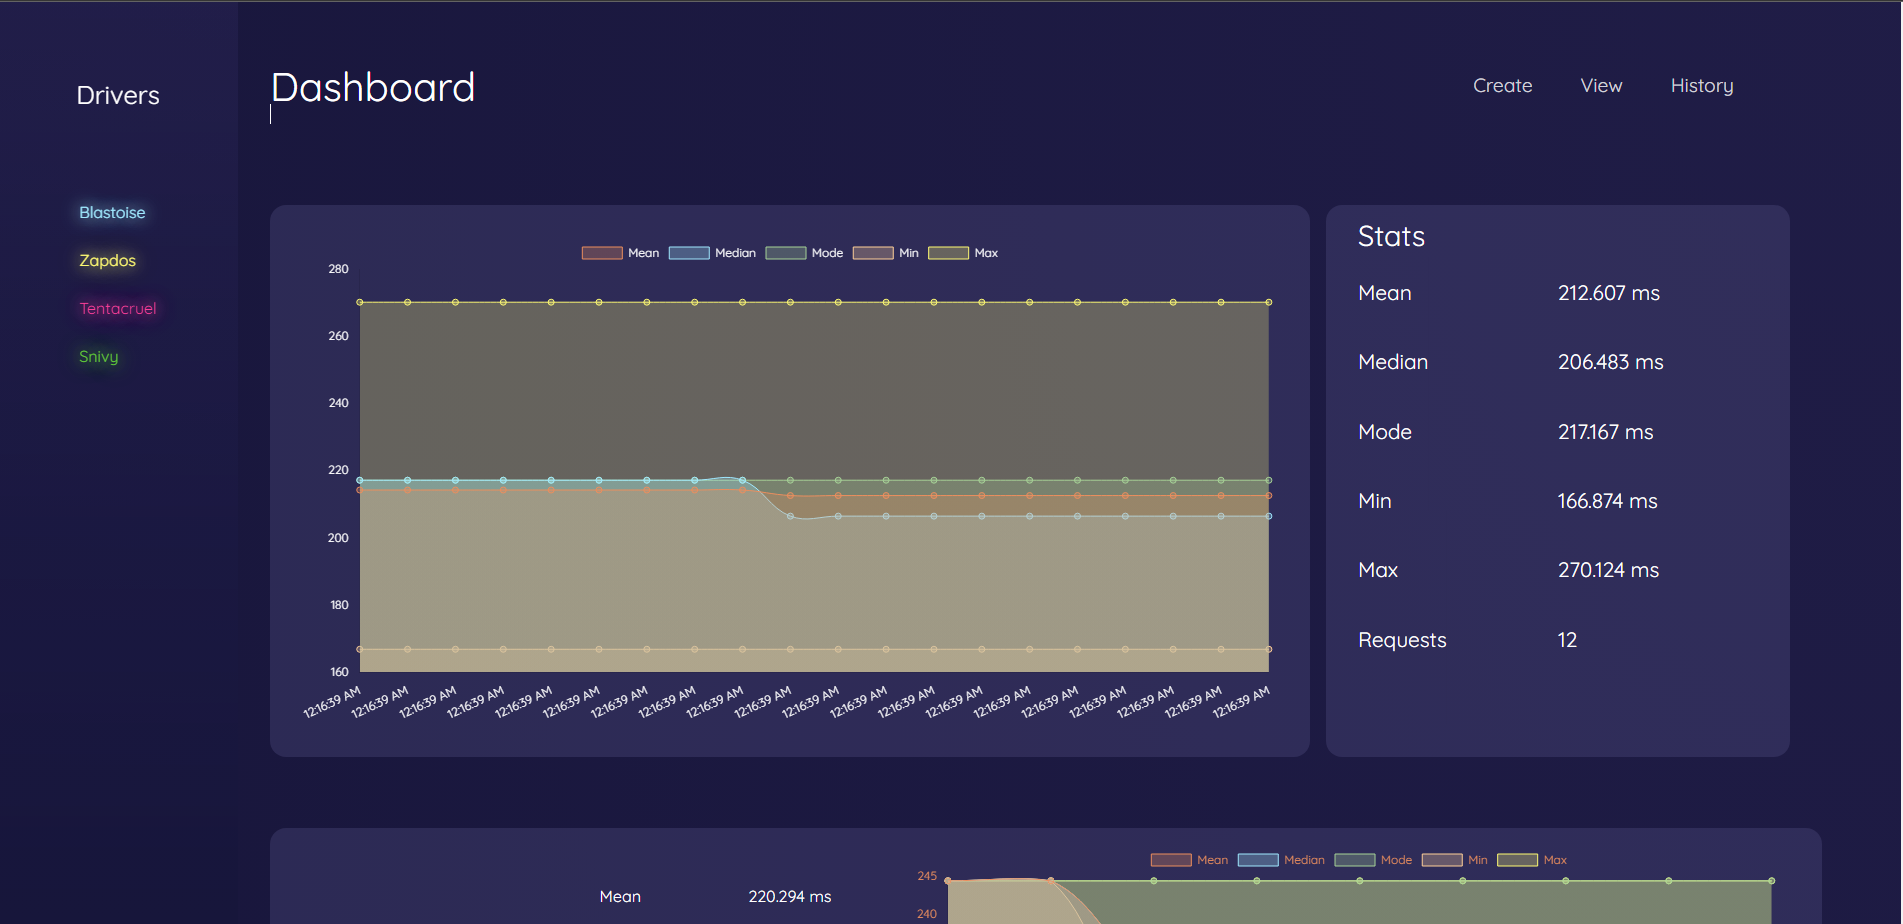 Drivers
Dashboard
Create View History
Blastoise
Zapdos
Tentacruel
Snivy
Mean Median Mode Min Max
280
260
240
220
200
180
160
12:16:39 AM 12:16:39 AM 12:16:39 AM 12:16:39 AM 12:16:39 AM 12:16:39 AM 12:16:39 AM 12:16:39 AM 12:16:39 AM 12:16:39 AM 12:16:39 AM 12:16:39 AM 12:16:39 AM 12:16:39 AM 12:16:39 AM 12:16:39 AM 12:16:39 AM 12:16:39 AM 12:16:39 AM 12:16:39 AM
Stats
Mean 212.607 ms
Median 206.483 ms
Mode 217.167 ms
Min 166.874 ms
Max 270.124 ms
Requests 12
Mean 220.294 ms
Mean Median Mode Min Max
245
240